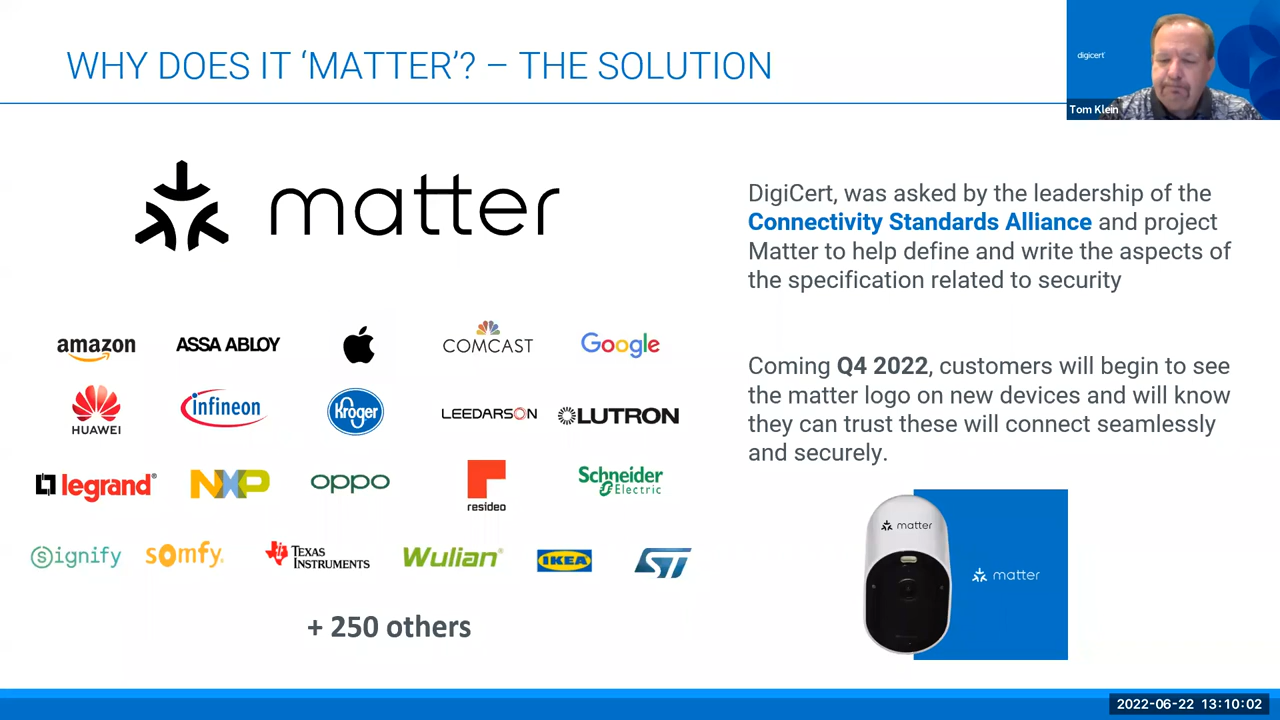 WHY DOES IT ‘MATTER’? – THE SOLUTION
digicert
Tom Klein
matter
DigiCert, was asked by the leadership of the
Connectivity Standards Alliance and project
Matter to help define and write the aspects of
the specification related to security
amazon ASSA ABLOY COMCAST Google
HUAWEI infineon Kroger LEEDARSON LUTRON
legrand® NXP oppo resideo Schneider Electric
Signify somfy® TEXAS INSTRUMENTS Wulian® IKEA ST
+ 250 others
Coming Q4 2022, customers will begin to see
the matter logo on new devices and will know
they can trust these will connect seamlessly
and securely.
matter
matter
2022-06-22 13:10:02